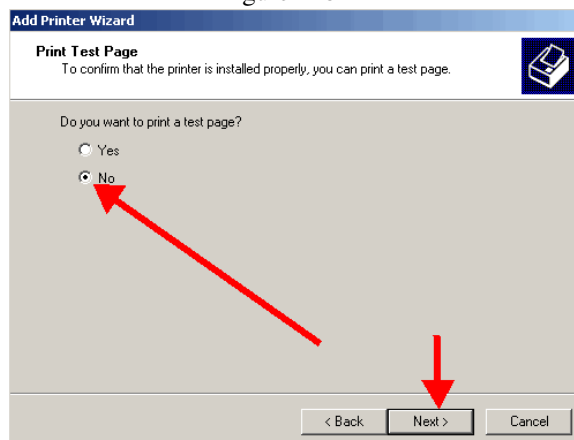 Add Printer Wizard
Print Test Page
To confirm that the printer is installed properly, you can print a test page.
Do you want to print a test page?
Yes
No
< Back
Next >
Cancel